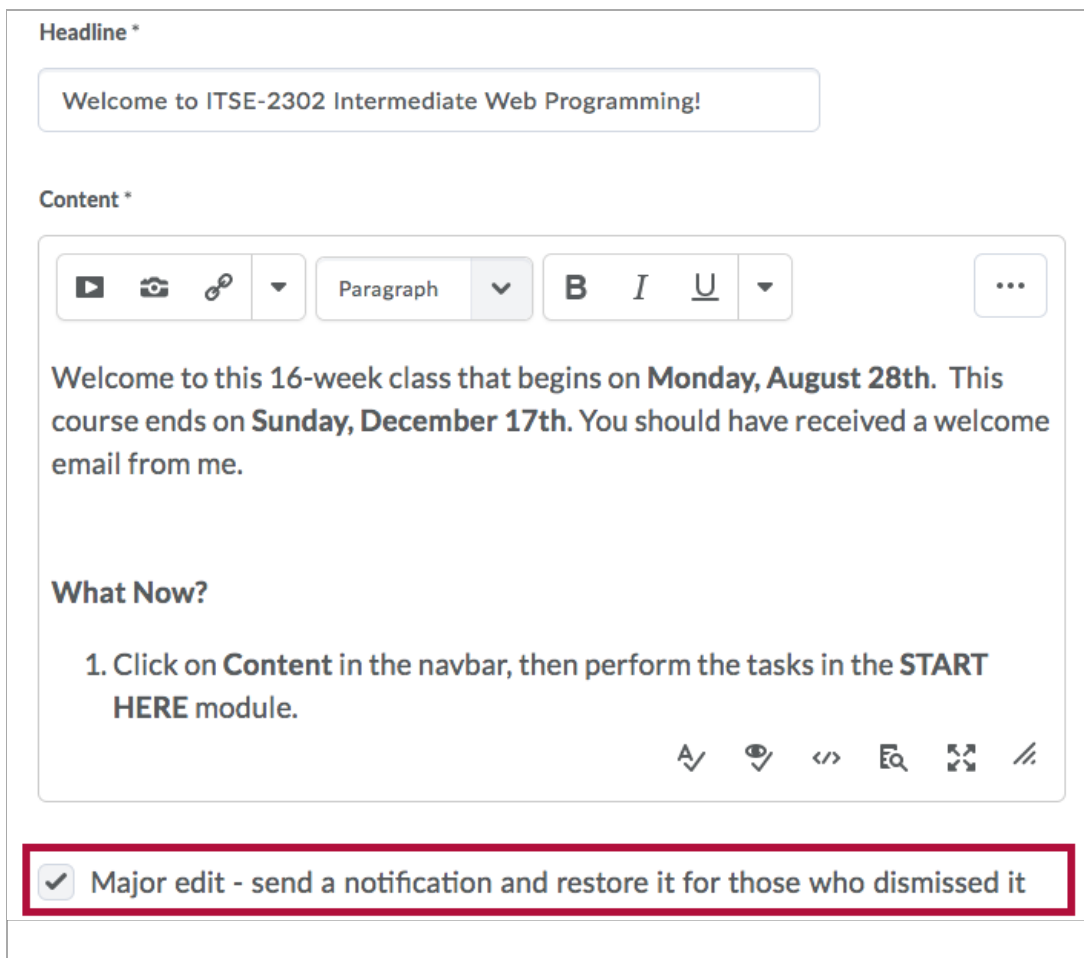 Headline *
Welcome to ITSE-2302 Intermediate Web Programming!
Content *
Paragraph B I U ...
Welcome to this 16-week class that begins on Monday, August 28th.  This
course ends on Sunday, December 17th. You should have received a welcome
email from me.
What Now?
1. Click on Content in the navbar, then perform the tasks in the START
HERE module.
Major edit - send a notification and restore it for those who dismissed it